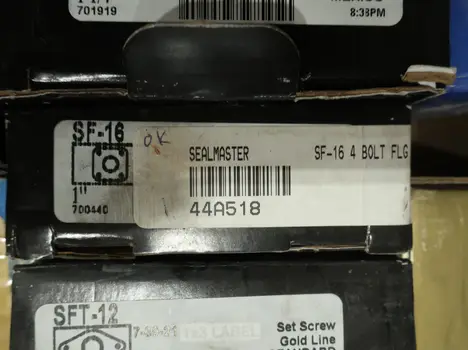 701919
8:38PM
SF-16
OK
SEALMASTER
SF-16 4 BOLT FLG
1"
700440
44A518
SFT-12
Set Screw
Gold Line